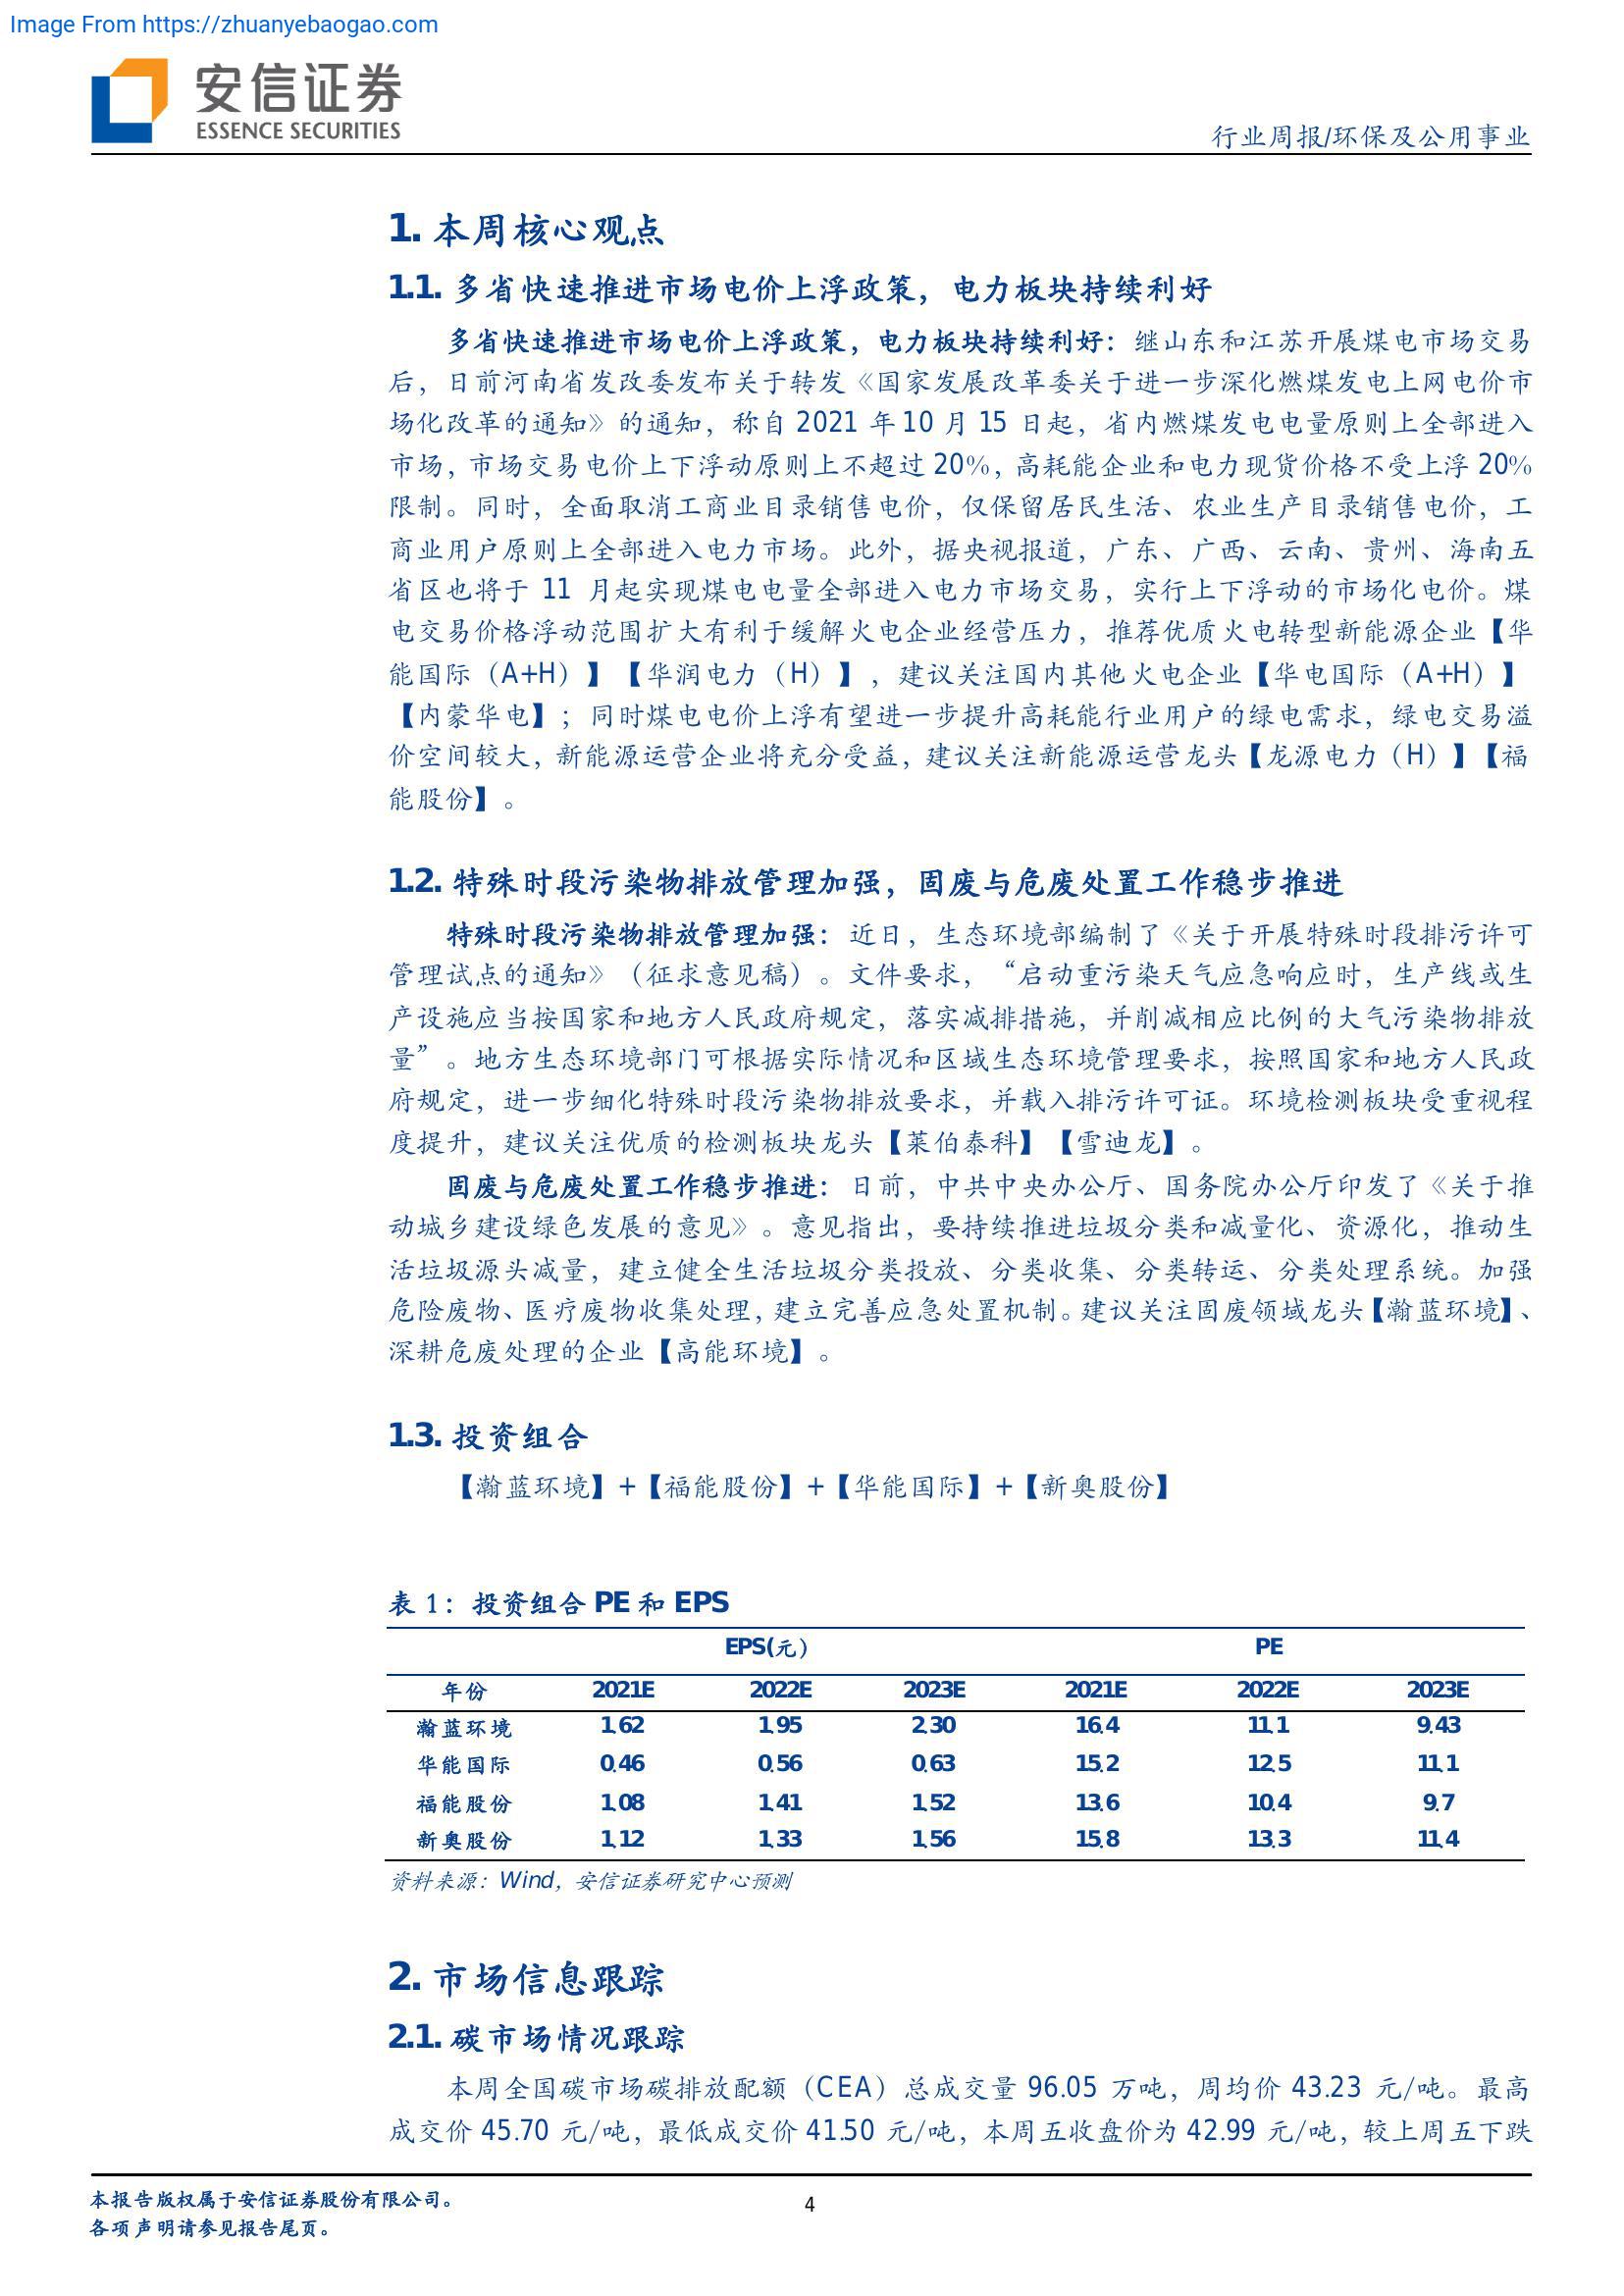 Image From https://zhuanyebaogao.com
安信证券
ESSENCE SECURITIES
行业周报/环保及公用事业
1. 本周核心观点
1.1. 多省快速推进市场电价上浮政策，电力板块持续利好
多省快速推进市场电价上浮政策，电力板块持续利好：继山东和江苏开展煤电市场交易
后，日前河南省发改委发布关于转发《国家发展改革委关于进一步深化燃煤发电上网电价市
场化改革的通知》的通知，称自 2021 年 10 月 15 日起，省内燃煤发电电量原则上全部进入
市场，市场交易电价上下浮动原则上不超过 20%，高耗能企业和电力现货价格不受上浮 20%
限制。同时，全面取消工商业目录销售电价，仅保留居民生活、农业生产目录销售电价，工
商业用户原则上全部进入电力市场。此外，据央视报道，广东、广西、云南、贵州、海南五
省区也将于 11 月起实现煤电电量全部进入电力市场交易，实行上下浮动的市场化电价。煤
电交易价格浮动范围扩大有利于缓解火电企业经营压力，推荐优质火电转型新能源企业【华
能国际（A+H）】【华润电力（H）】，建议关注国内其他火电企业【华电国际（A+H）】
【内蒙华电】；同时煤电电价上浮有望进一步提升高耗能行业用户的绿电需求，绿电交易溢
价空间较大，新能源运营企业将充分受益，建议关注新能源运营龙头【龙源电力（H）】【福
能股份】。
1.2. 特殊时段污染物排放管理加强，固废与危废处置工作稳步推进
特殊时段污染物排放管理加强：近日，生态环境部编制了《关于开展特殊时段排污许可
管理试点的通知》（征求意见稿）。文件要求，“启动重污染天气应急响应时，生产线或生
产设施应当按国家和地方人民政府规定，落实减排措施，并削减相应比例的大气污染物排放
量”。地方生态环境部门可根据实际情况和区域生态环境管理要求，按照国家和地方人民政
府规定，进一步细化特殊时段污染物排放要求，并载入排污许可证。环境检测板块受重视程
度提升，建议关注优质的检测板块龙头【莱伯泰科】【雪迪龙】。
固废与危废处置工作稳步推进：日前，中共中央办公厅、国务院办公厅印发了《关于推
动城乡建设绿色发展的意见》。意见指出，要持续推进垃圾分类和减量化、资源化，推动生
活垃圾源头减量，建立健全生活垃圾分类投放、分类收集、分类转运、分类处理系统。加强
危险废物、医疗废物收集处理，建立完善应急处置机制。建议关注固废领域龙头【瀚蓝环境】、
深耕危废处理的企业【高能环境】。
1.3. 投资组合
【瀚蓝环境】+【福能股份】+【华能国际】+【新奥股份】
表 1：投资组合 PE 和 EPS
EPS(元） PE
年份 2021E 2022E 2023E 2021E 2022E 2023E
瀚蓝环境 1.62 1.95 2.30 16.4 11.1 9.43
华能国际 0.46 0.56 0.63 15.2 12.5 11.1
福能股份 1.08 1.41 1.52 13.6 10.4 9.7
新奥股份 1.12 1.33 1.56 15.8 13.3 11.4
资料来源：Wind，安信证券研究中心预测
2. 市场信息跟踪
2.1. 碳市场情况跟踪
本周全国碳市场碳排放配额（CEA）总成交量 96.05 万吨，周均价 43.23 元/吨。最高
成交价 45.70 元/吨，最低成交价 41.50 元/吨，本周五收盘价为 42.99 元/吨，较上周五下跌
本报告版权属于安信证券股份有限公司。
各项声明请参见报告尾页。
4